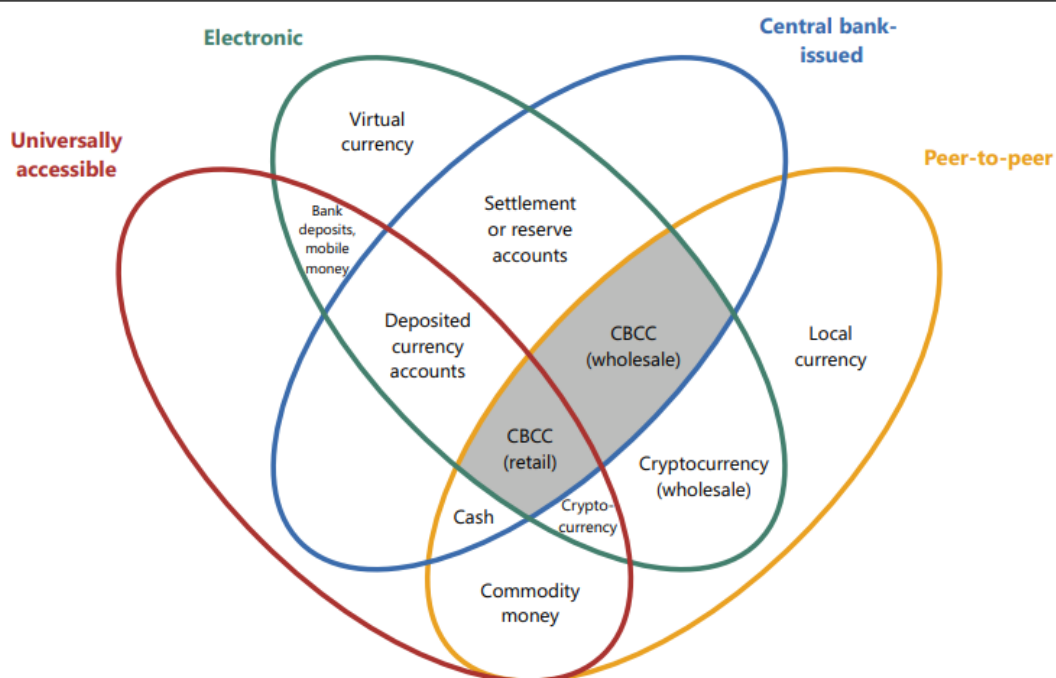 Electronic
Central bank-
issued
Universally
accessible
Peer-to-peer
Virtual
currency
Bank
deposits,
mobile
money
Settlement
or reserve
accounts
Deposited
currency
accounts
CBCC
(wholesale)
Local
currency
CBCC
(retail)
Cryptocurrency
(wholesale)
Cash
Crypto-
currency
Commodity
money